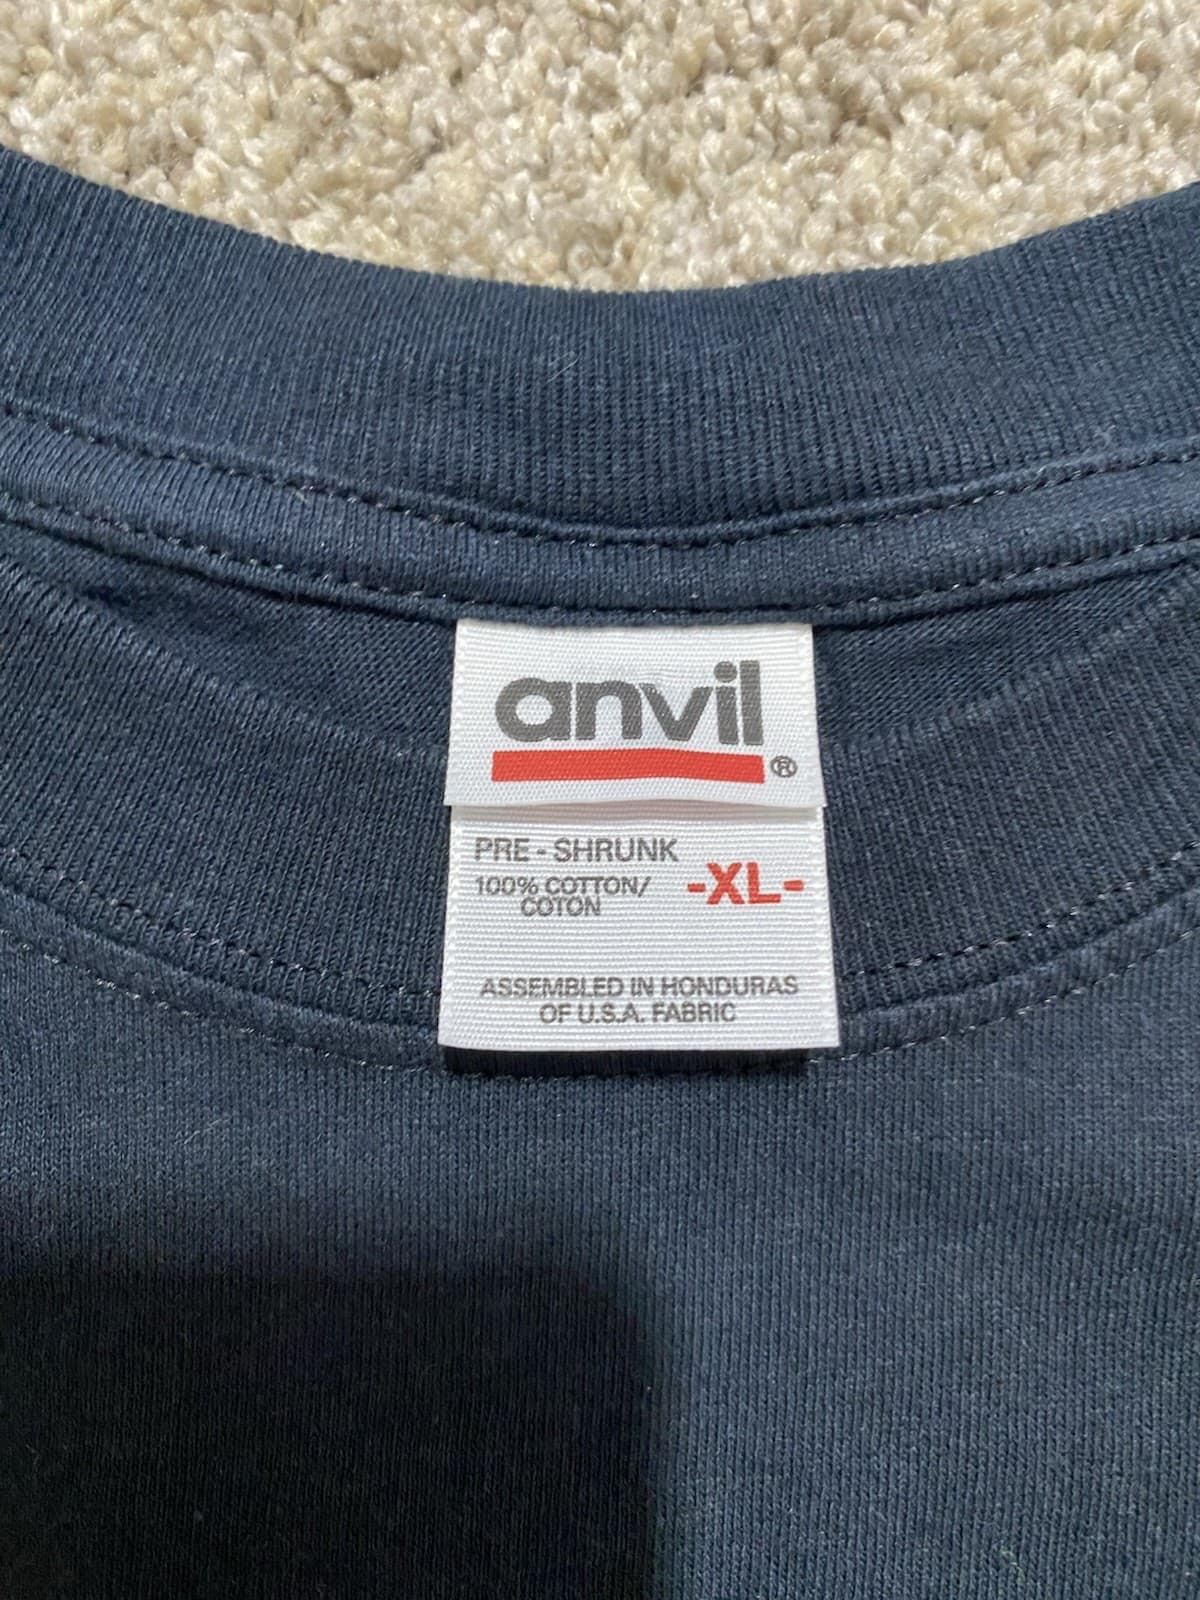 anvil®
PRE-SHRUNK
100% COTTON/
COTON
-XL-
ASSEMBLED IN HONDURAS
OF U.S.A. FABRIC